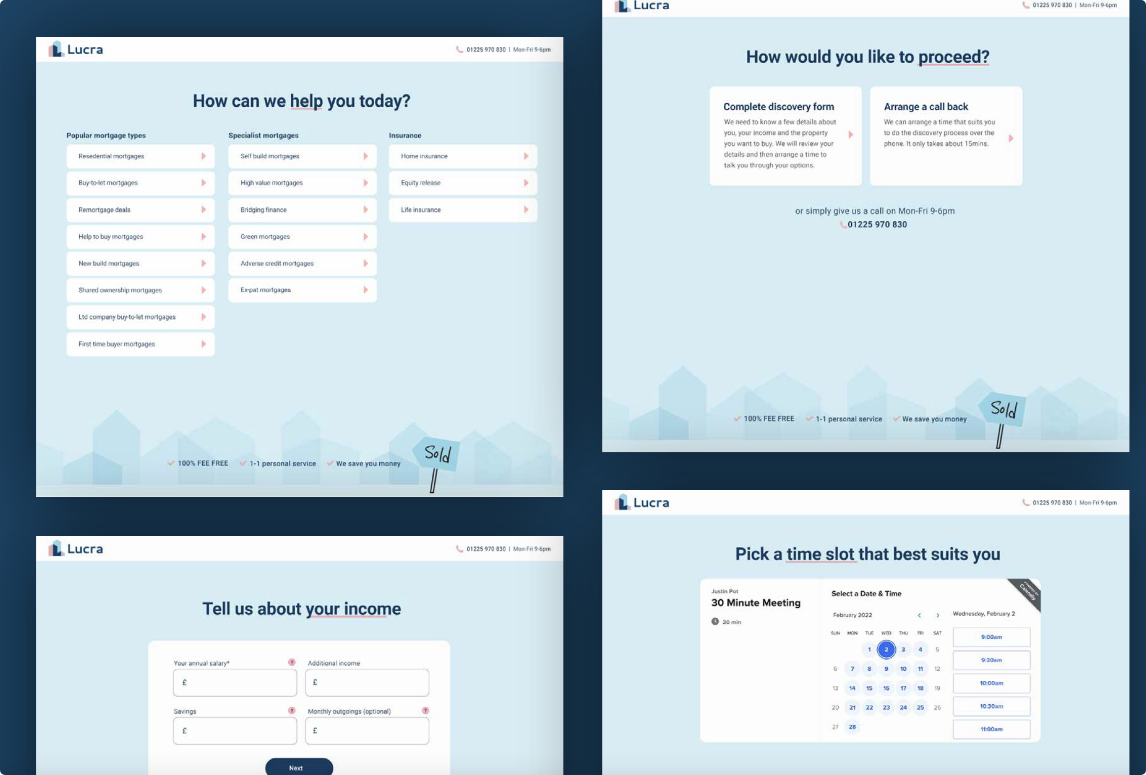 Lucra
01225 970 830 | Mon-Fri 9-6pm
How can we help you today?
Popular mortgage types
Resedential mortgages
Buy-to-let mortgages
Remortgage deals
Help to buy mortgages
New build mortgages
Shared ownership mortgages
Ltd company buy-to-let mortgages
First time buyer mortgages
Specialist mortgages
Self build mortgages
High value mortgages
Bridging finance
Green mortgages
Adverse credit mortgages
Ex-pat mortgages
Insurance
Home insurance
Equity release
Life insurance
100% FEE FREE 1-1 personal service We save you money
Sold
Lucra
01225 970 830 | Mon-Fri 9-6pm
How would you like to proceed?
Complete discovery form
We need to know a few details about
you, your income and the property
you want to buy. We will review your
details and then arrange a time to
talk you through your options.
Arrange a call back
We can arrange a time that suits you
to do the discovery process over the
phone. It only takes about 15mins.
or simply give us a call on Mon-Fri 9-6pm
01225 970 830
100% FEE FREE 1-1 personal service We save you money
Sold
Lucra
01225 970 830 | Mon-Fri 9-6pm
Tell us about your income
Your annual salary* ? Additional income
£ £
Savings ? Monthly outgoings (optional) ?
£ £
Next
Lucra
01225 970 830 | Mon-Fri 9-6pm
Pick a time slot that best suits you
Justin Put
30 Minute Meeting
30 min
Select a Date & Time
February 2022 < >
SUN MON TUE WED THU FRI SAT
1 2 3 4 5
6 7 8 9 10 11 12
13 14 15 16 17 18 19
20 21 22 23 24 25 26
27 28
Wednesday, February 2
9:00am
9:30am
10:00am
10:30am
11:00am
Calendly